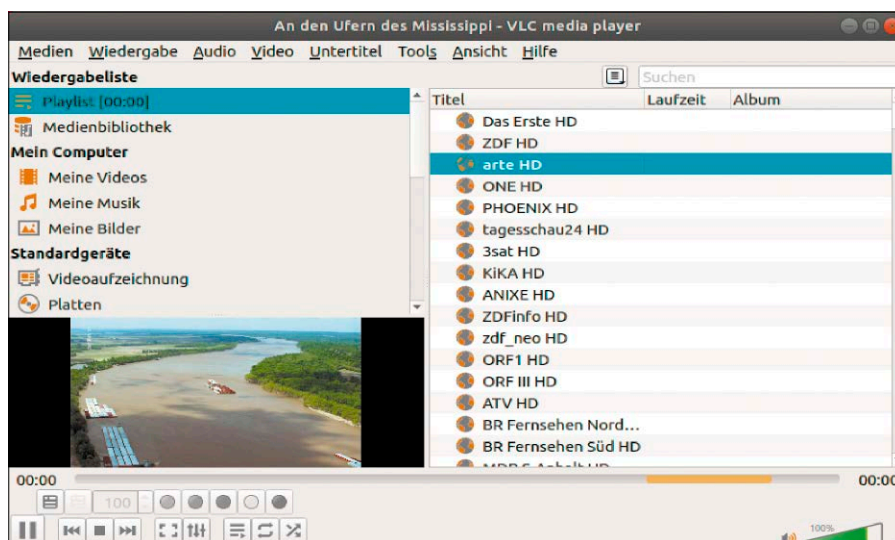 An den Ufern des Mississippi - VLC media player
Medien Wiedergabe Audio Video Untertitel Tools Ansicht Hilfe
Wiedergabeliste
Suchen
Playlist [00:00]
Medienbibliothek
Mein Computer
Meine Videos
Meine Musik
Meine Bilder
Standardgeräte
Videoaufzeichnung
Platten
Titel Laufzeit Album
Das Erste HD
ZDF HD
arte HD
ONE HD
PHOENIX HD
tagesschau24 HD
3sat HD
KiKA HD
ANIXE HD
ZDFinfo HD
zdf_neo HD
ORF1 HD
ORF III HD
ATV HD
BR Fernsehen Nord...
BR Fernsehen Süd HD
00:00 00:00
100
100%